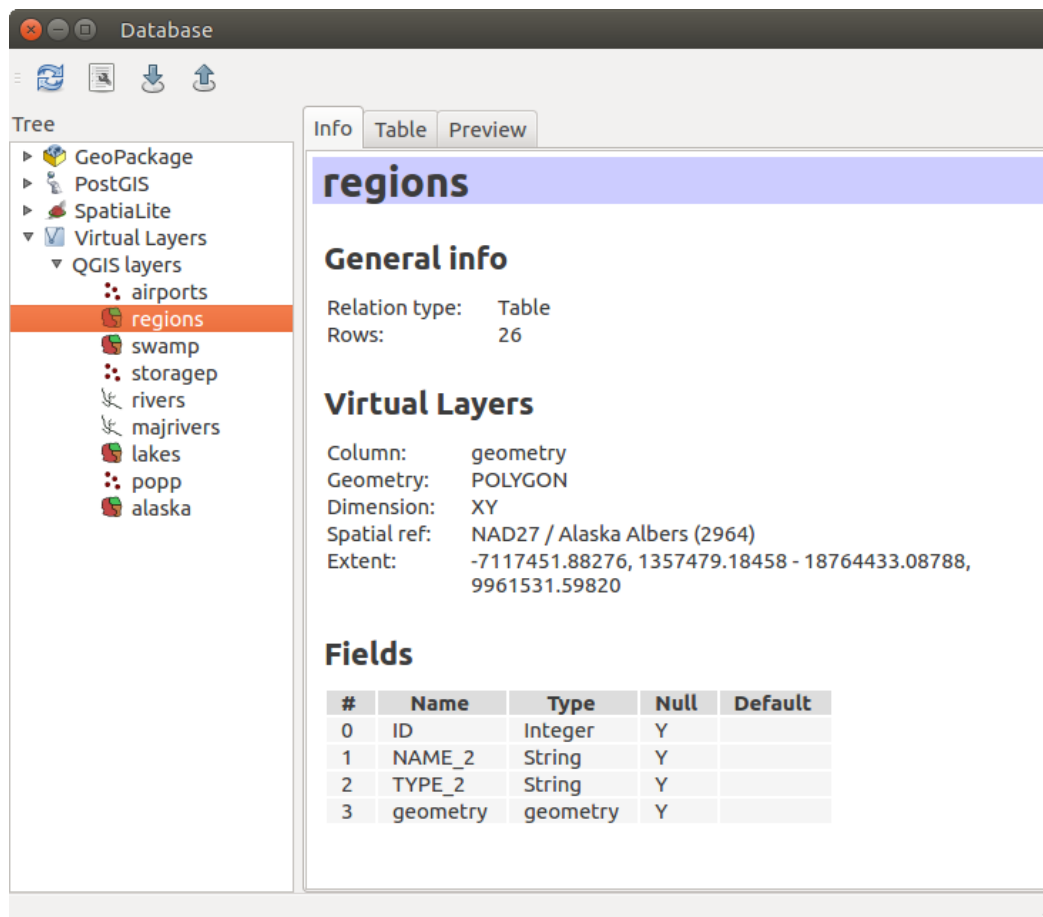 Database
Tree
GeoPackage
PostGIS
SpatiaLite
Virtual Layers
QGIS layers
airports
regions
swamp
storagep
rivers
majrivers
lakes
popp
alaska
Info Table Preview
regions
General info
Relation type: Table
Rows: 26
Virtual Layers
Column: geometry
Geometry: POLYGON
Dimension: XY
Spatial ref: NAD27 / Alaska Albers (2964)
Extent: -7117451.88276, 1357479.18458 - 18764433.08788,
9961531.59820
Fields
# Name Type Null Default
0 ID Integer Y
1 NAME_2 String Y
2 TYPE_2 String Y
3 geometry geometry Y